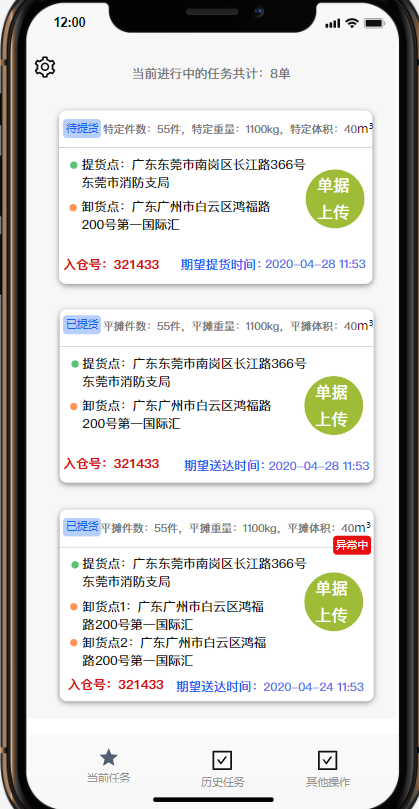 12:00
当前进行中的任务共计：8单
待提货 特定件数：55件，特定重量：1100kg，特定体积：40m³
提货点：广东东莞市南岗区长江路366号
东莞市消防支局
卸货点：广东广州市白云区鸿福路
200号第一国际汇
单据
上传
入仓号：321433 期望提货时间：2020-04-28 11:53
已提货 平摊件数：55件，平摊重量：1100kg，平摊体积：40m³
提货点：广东东莞市南岗区长江路366号
东莞市消防支局
卸货点：广东广州市白云区鸿福路
200号第一国际汇
单据
上传
入仓号：321433 期望送达时间：2020-04-28 11:53
已提货 平摊件数：55件，平摊重量：1100kg，平摊体积：40m³
异常中
提货点：广东东莞市南岗区长江路366号
东莞市消防支局
卸货点1：广东广州市白云区鸿福
路200号第一国际汇
卸货点2：广东广州市白云区鸿福
路200号第一国际汇
单据
上传
入仓号：321433 期望送达时间：2020-04-24 11:53
当前任务 历史任务 其他操作